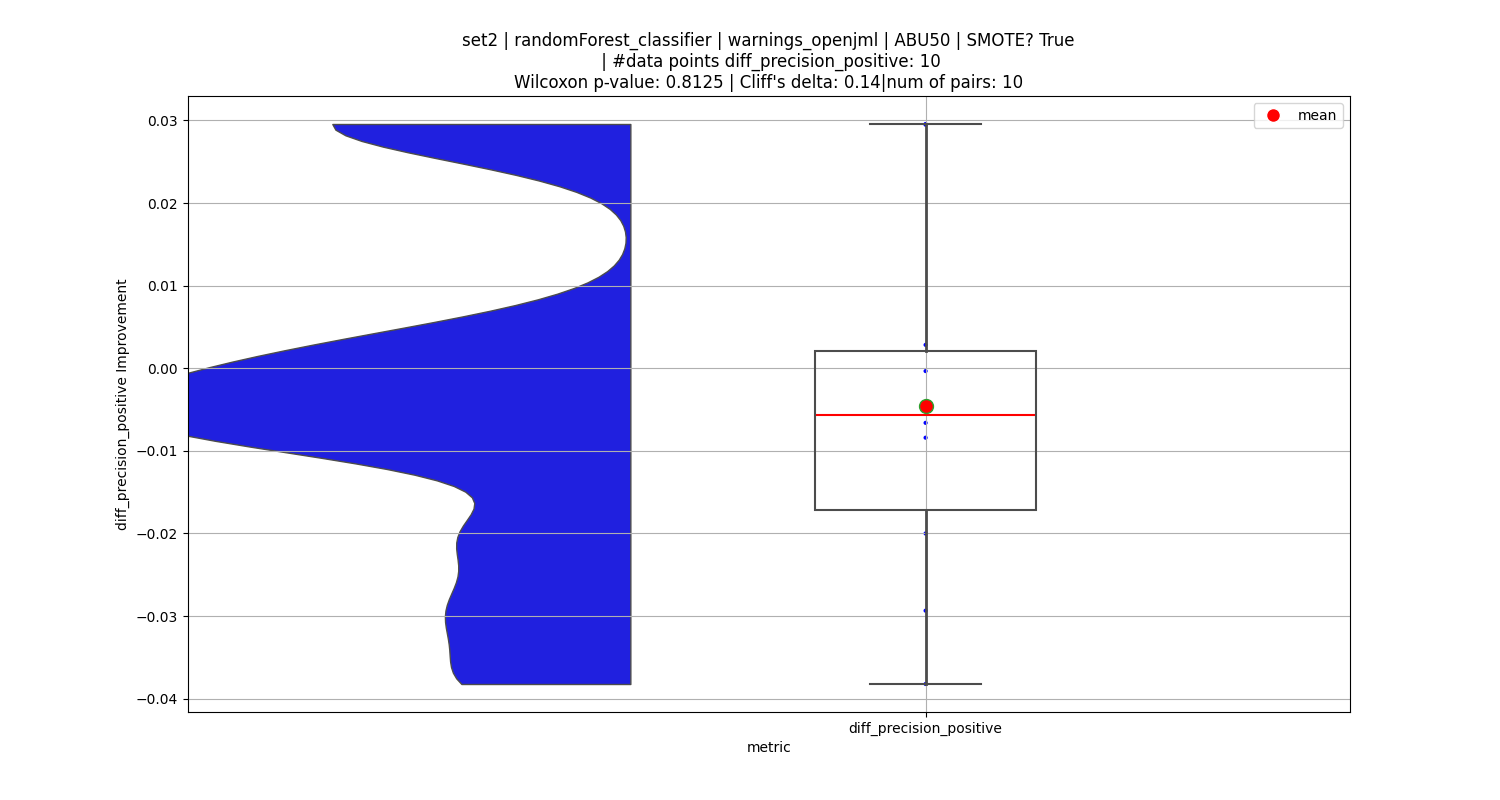 set2 | randomForest_classifier | warnings_openjml | ABU50 | SMOTE? True
| #data points diff_precision_positive: 10
Wilcoxon p-value: 0.8125 | Cliff's delta: 0.14|num of pairs: 10
mean
0.03
0.02
0.01
0.00
−0.01
−0.02
−0.03
−0.04
diff_precision_positive Improvement
diff_precision_positive
metric